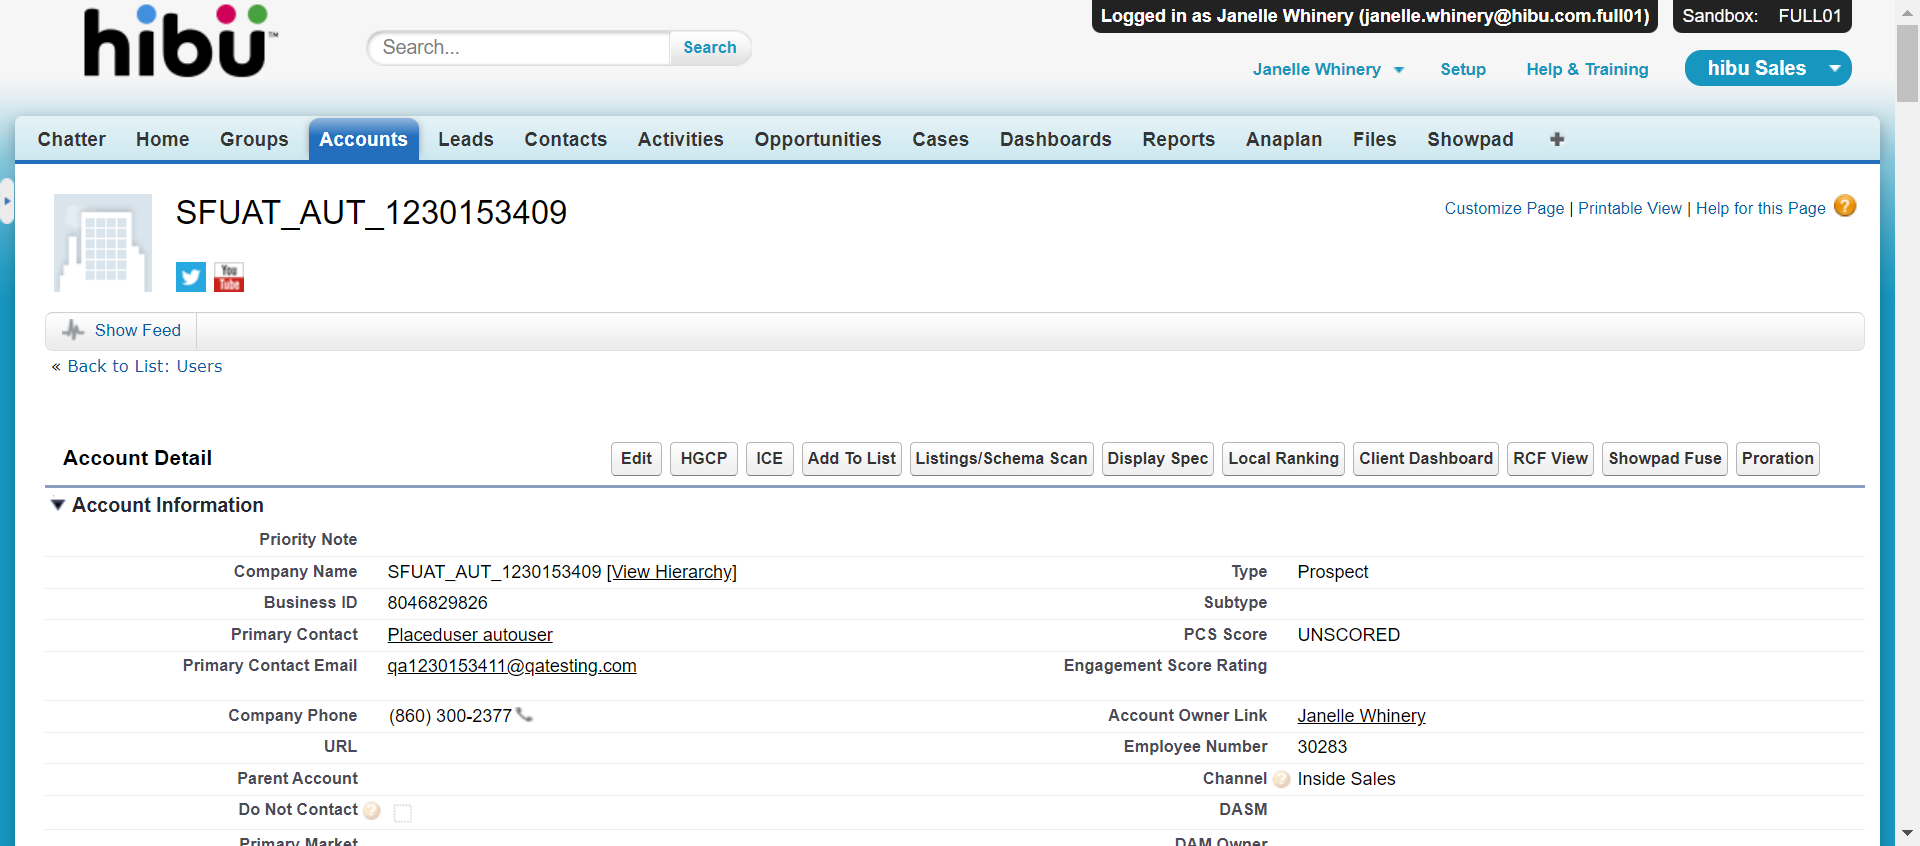 Logged in as Janelle Whinery (janelle.whinery@hibu.com.full01) Sandbox: FULL01
hibu™
Search...
Search
Janelle Whinery Setup Help & Training hibu Sales
Chatter Home Groups Accounts Leads Contacts Activities Opportunities Cases Dashboards Reports Anaplan Files Showpad
SFUAT_AUT_1230153409
Customize Page | Printable View | Help for this Page ?
You Tube
Show Feed
« Back to List: Users
Account Detail
Edit HGCP ICE Add To List Listings/Schema Scan Display Spec Local Ranking Client Dashboard RCF View Showpad Fuse Proration
Account Information
Priority Note
Company Name SFUAT_AUT_1230153409 [View Hierarchy] Type Prospect
Business ID 8046829826 Subtype
Primary Contact Placeduser autouser PCS Score UNSCORED
Primary Contact Email qa1230153411@qatesting.com Engagement Score Rating
Company Phone (860) 300-2377 Account Owner Link Janelle Whinery
URL Employee Number 30283
Parent Account Channel ? Inside Sales
Do Not Contact ? DASM
Primary Market DAM Owner